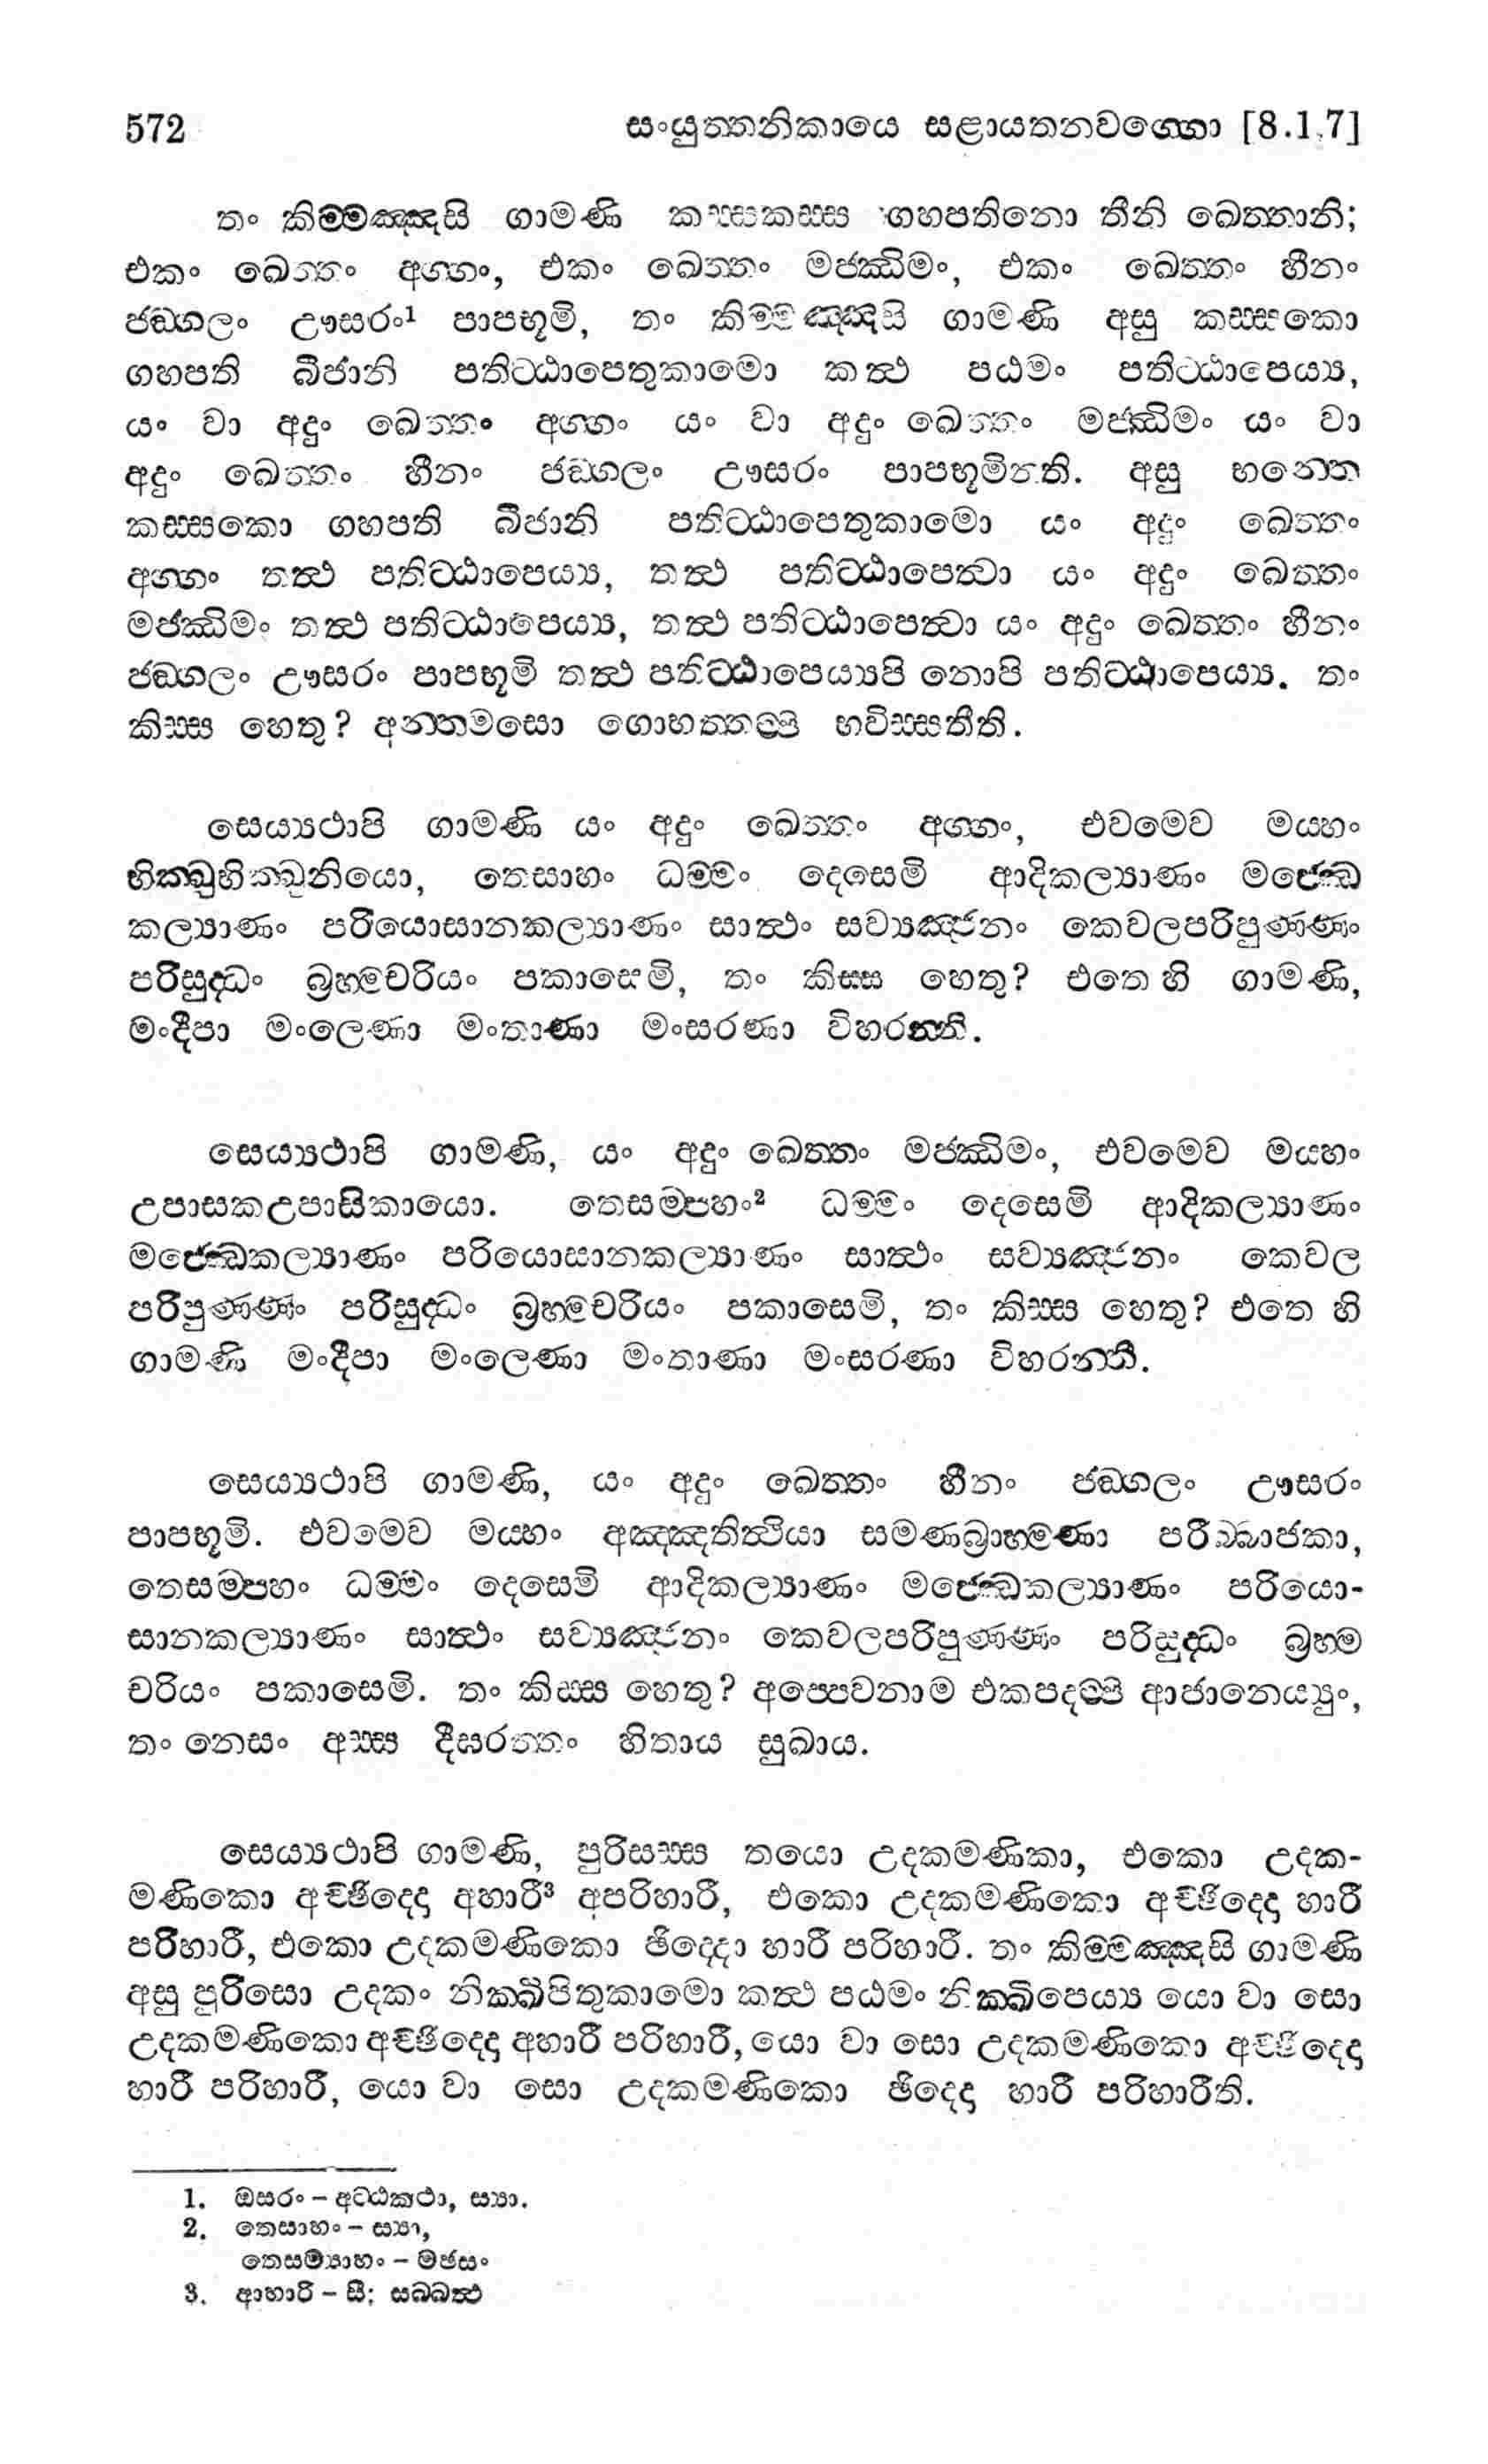 572 සංයුත්තනිකායෙ සළායතනවග්ගො [8.1.7]
තං කිම්මඤ්ඤසි ගාමණි කස්සකස්ස ගහපතිනො තීනි ඛෙත්තානි;
එකං ඛෙත්තං අග්ගං, එකං ඛෙත්තං මජ්ඣිමං, එකං ඛෙත්තං හීනං
ජඞ්ගලං ඌසරං¹ පාපභූමි, තං කිම්මඤ්ඤසි ගාමණි අසු කස්සකො
ගහපති බීජානි පතිට්ඨාපෙතුකාමො කත්ථ පඨමං පතිට්ඨාපෙය්‍ය,
යං වා අදුං ඛෙත්තං අග්ගං යං වා අදුං ඛෙත්තං මජ්ඣිමං යං වා
අදුං ඛෙත්තං හීනං ජඞ්ගලං ඌසරං පාපභූමින්ති. අසු භන්තෙ
කස්සකො ගහපති බීජානි පතිට්ඨාපෙතුකාමො යං අදුං ඛෙත්තං
අග්ගං තත්ථ පතිට්ඨාපෙය්‍ය, තත්ථ පතිට්ඨාපෙත්‍වා යං අදුං ඛෙත්තං
මජ්ඣිමං තත්ථ පතිට්ඨාපෙය්‍ය, තත්ථ පතිට්ඨාපෙත්‍වා යං අදුං ඛෙත්තං හීනං
ජඞ්ගලං ඌසරං පාපභූමි තත්ථ පතිට්ඨාපෙය්‍යපි නොපි පතිට්ඨාපෙය්‍ය. තං
කිස්ස හෙතු? අන්තමසො ගොභත්තම්පි භවිස්සතීති.
සෙය්‍යථාපි ගාමණි යං අදුං ඛෙත්තං අග්ගං, එවමෙව මය්හං
භික්ඛුභික්ඛුනියො, තෙසාහං ධම්මං දෙසෙමි ආදිකල්‍යාණං මජ්ඣෙ
කල්‍යාණං පරියොසානකල්‍යාණං සාත්ථං සව්‍යඤ්ජනං කෙවලපරිපුණ්ණං
පරිසුද්ධං බ්‍රහ්මචරියං පකාසෙමි, තං කිස්ස හෙතු? එතෙ හි ගාමණි,
මංදීපා මංලෙණා මංතාණා මංසරණා විහරන්ති.
සෙය්‍යථාපි ගාමණි, යං අදුං ඛෙත්තං මජ්ඣිමං, එවමෙව මය්හං
උපාසකඋපාසිකායො. තෙසම්පහං² ධම්මං දෙසෙමි ආදිකල්‍යාණං
මජ්ඣෙකල්‍යාණං පරියොසානකල්‍යාණං සාත්ථං සව්‍යඤ්ජනං කෙවල
පරිපුණ්ණං පරිසුද්ධං බ්‍රහ්මචරියං පකාසෙමි, තං කිස්ස හෙතු? එතෙ හි
ගාමණි මංදීපා මංලෙණා මංතාණා මංසරණා විහරන්ති.
සෙය්‍යථාපි ගාමණි, යං අදුං ඛෙත්තං හීනං ජඞ්ගලං ඌසරං
පාපභූමි. එවමෙව මය්හං අඤ්ඤතිත්ථියා සමණබ්‍රාහ්මණා පරිබ්බාජකා,
තෙසම්පහං ධම්මං දෙසෙමි ආදිකල්‍යාණං මජ්ඣෙකල්‍යාණං පරියො-
සානකල්‍යාණං සාත්ථං සව්‍යඤ්ජනං කෙවලපරිපුණ්ණං පරිසුද්ධං බ්‍රහ්ම
චරියං පකාසෙමි. තං කිස්ස හෙතු? අප්පෙවනාම එකපදම්පි ආජානෙය්‍යුං,
තං නෙසං අස්ස දීඝරත්තං හිතාය සුඛාය.
සෙය්‍යථාපි ගාමණි, පුරිසස්ස තයො උදකමණිකා, එකො උදක-
මණිකො අච්ඡිද්දො අහාරී³ අපරිහාරී, එකො උදකමණිකො අච්ඡිද්දො හාරී
පරිහාරී, එකො උදකමණිකො ඡිද්දො හාරී පරිහාරී. තං කිම්මඤ්ඤසි ගාමණි
අසු පුරිසො උදකං නික්ඛිපිතුකාමො කත්ථ පඨමං නික්ඛිපෙය්‍ය යො වා සො
උදකමණිකො අච්ඡිද්දො අහාරී පරිහාරී, යො වා සො උදකමණිකො අච්ඡිද්දො
හාරී පරිහාරී, යො වා සො උදකමණිකො ඡිද්දො හාරී පරිහාරීති.
1. ඔසරං - අට්ඨකථා, ස්‍යා.
2. තෙසාහං - ස්‍යා,
තෙසම්‍යාහං - මඡසං
3. ආහාරි - සී; සබ්බත්ථ